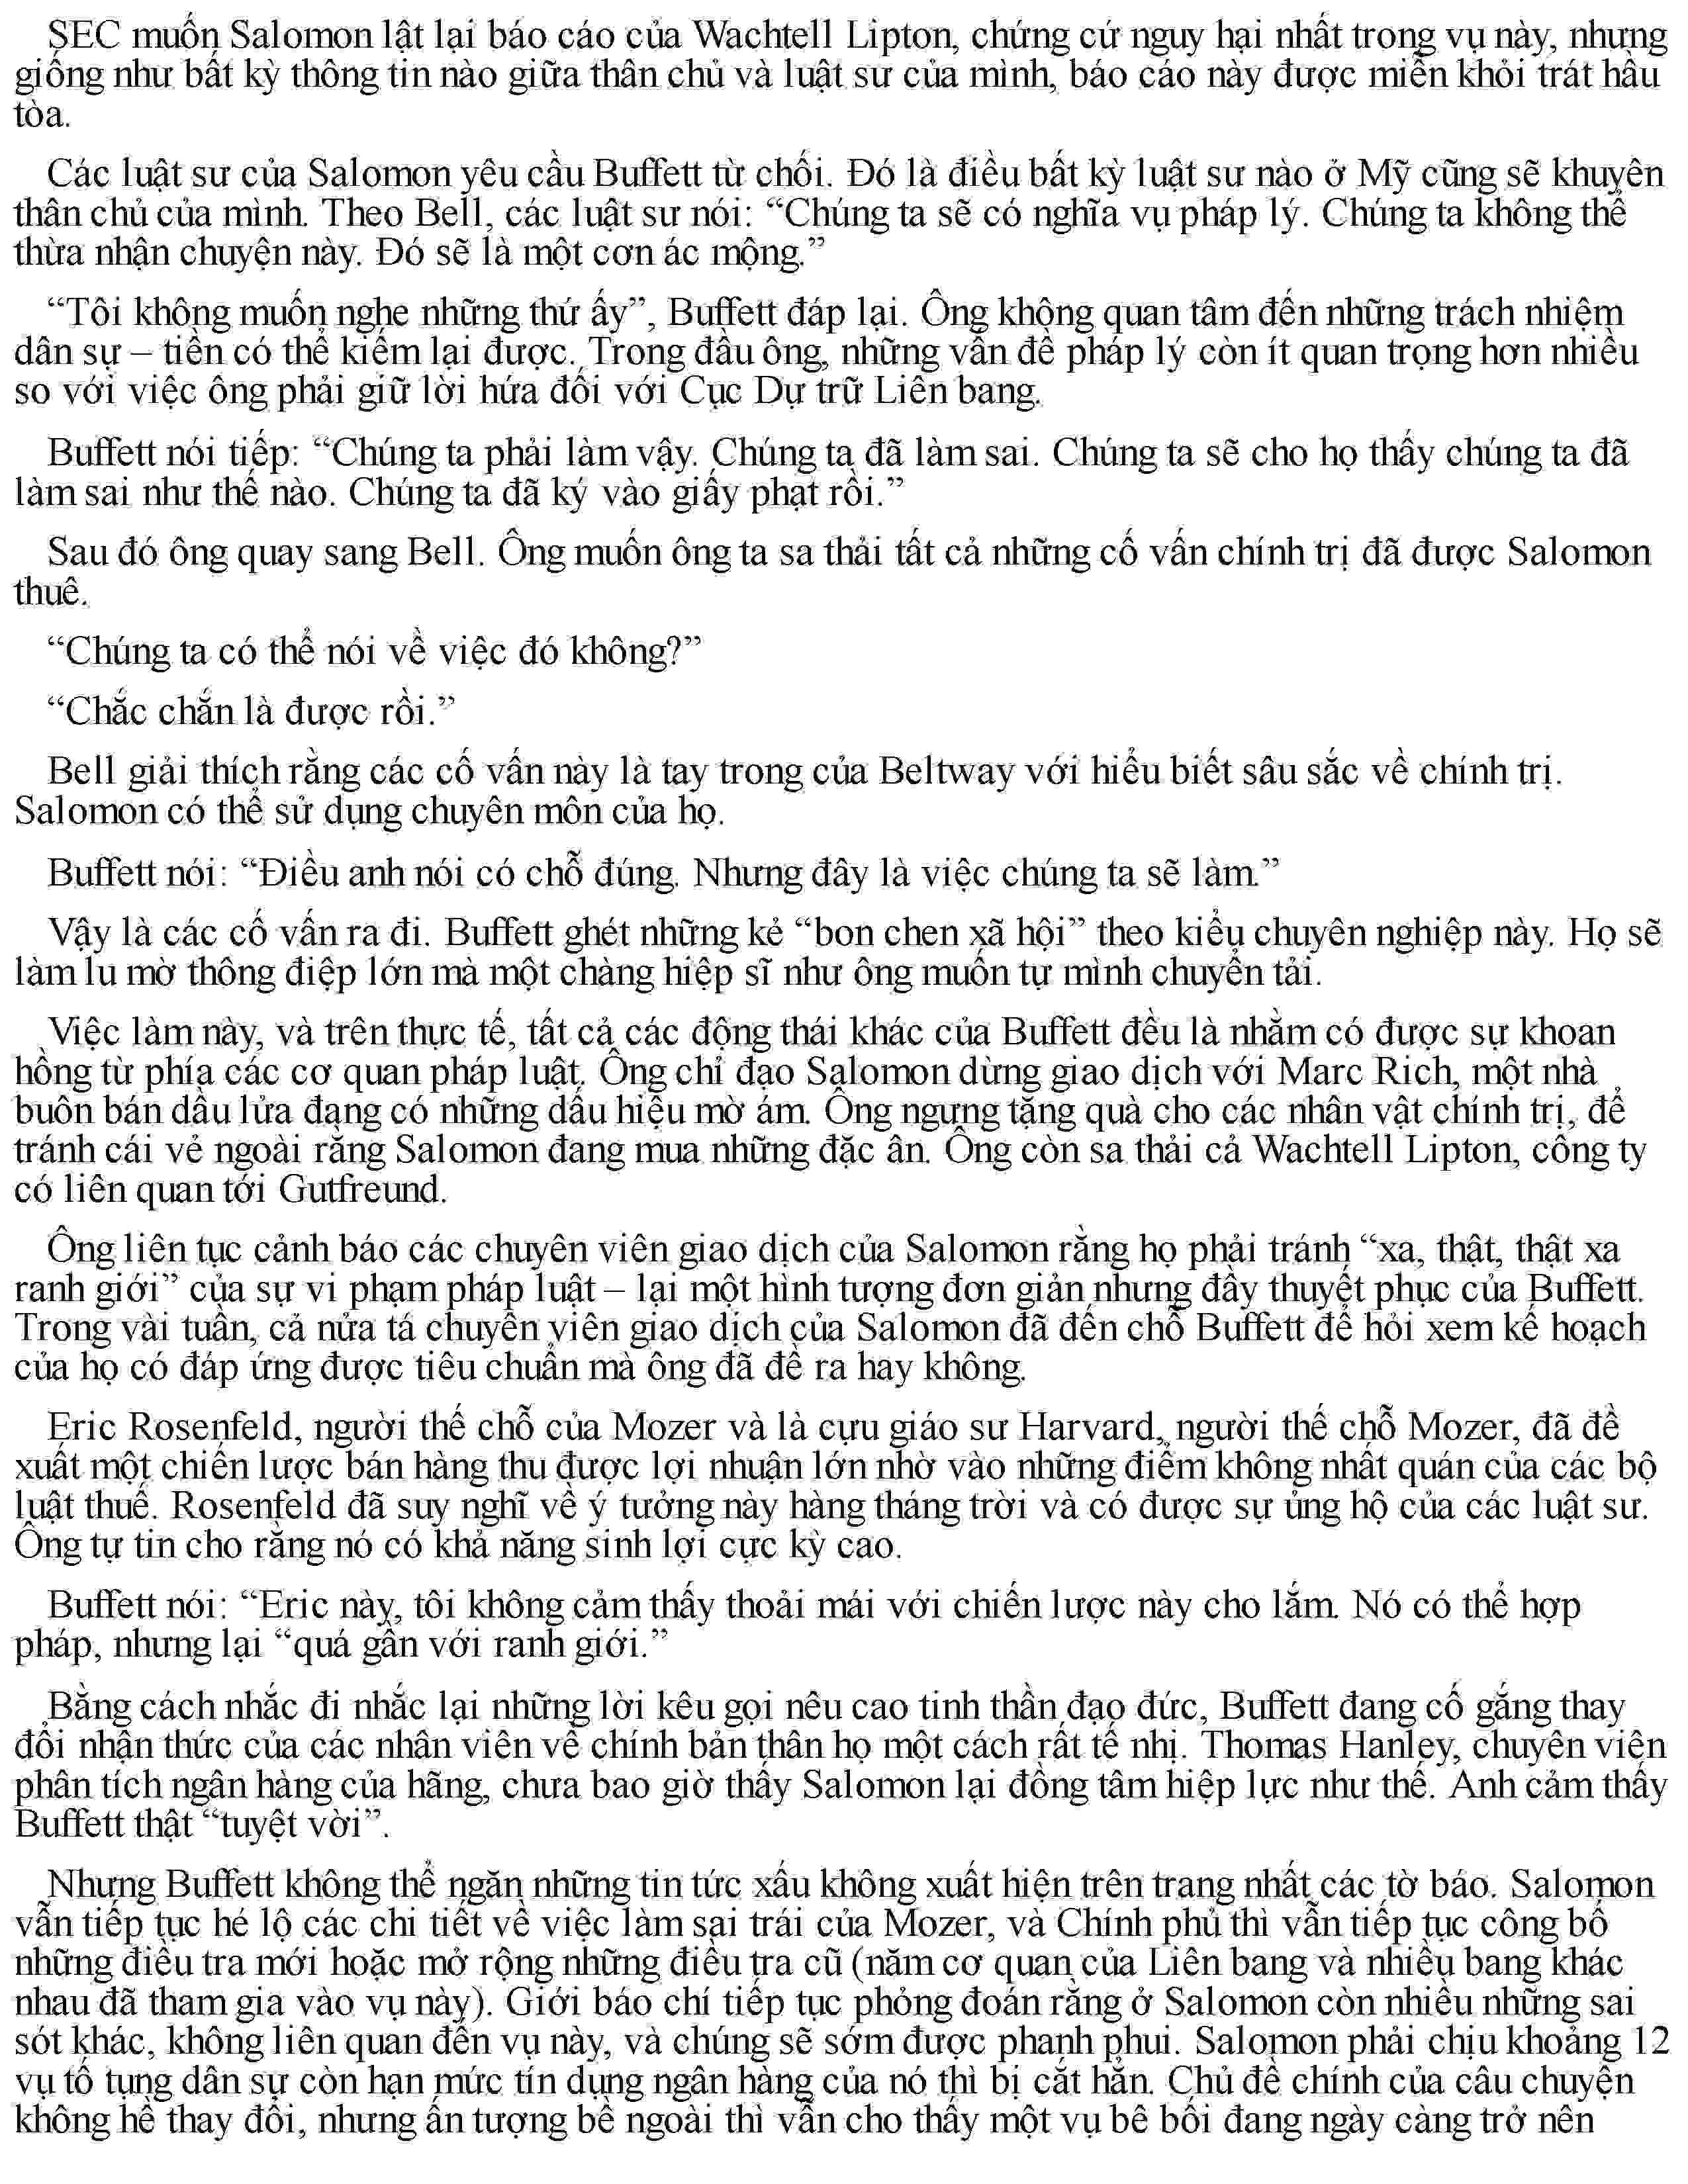 SEC muốn Salomon lật lại báo cáo của Wachtell Lipton, chứng cứ nguy hại nhất trong vụ này, nhưng
giống như bất kỳ thông tin nào giữa thân chủ và luật sư của mình, báo cáo này được miễn khỏi trát hầu
tòa.
Các luật sư của Salomon yêu cầu Buffett từ chối. Đó là điều bất kỳ luật sư nào ở Mỹ cũng sẽ khuyên
thân chủ của mình. Theo Bell, các luật sư nói: “Chúng ta sẽ có nghĩa vụ pháp lý. Chúng ta không thể
thừa nhận chuyện này. Đó sẽ là một cơn ác mộng.”
“Tôi không muốn nghe những thứ ấy”, Buffett đáp lại. Ông không quan tâm đến những trách nhiệm
dân sự – tiền có thể kiếm lại được. Trong đầu ông, những vấn đề pháp lý còn ít quan trọng hơn nhiều
so với việc ông phải giữ lời hứa đối với Cục Dự trữ Liên bang.
Buffett nói tiếp: “Chúng ta phải làm vậy. Chúng ta đã làm sai. Chúng ta sẽ cho họ thấy chúng ta đã
làm sai như thế nào. Chúng ta đã ký vào giấy phạt rồi.”
Sau đó ông quay sang Bell. Ông muốn ông ta sa thải tất cả những cố vấn chính trị đã được Salomon
thuê.
“Chúng ta có thể nói về việc đó không?”
“Chắc chắn là được rồi.”
Bell giải thích rằng các cố vấn này là tay trong của Beltway với hiểu biết sâu sắc về chính trị.
Salomon có thể sử dụng chuyên môn của họ.
Buffett nói: “Điều anh nói có chỗ đúng. Nhưng đây là việc chúng ta sẽ làm.”
Vậy là các cố vấn ra đi. Buffett ghét những kẻ “bon chen xã hội” theo kiểu chuyên nghiệp này. Họ sẽ
làm lu mờ thông điệp lớn mà một chàng hiệp sĩ như ông muốn tự mình chuyển tải.
Việc làm này, và trên thực tế, tất cả các động thái khác của Buffett đều là nhằm có được sự khoan
hồng từ phía các cơ quan pháp luật. Ông chỉ đạo Salomon dừng giao dịch với Marc Rich, một nhà
buôn bán dầu lửa đang có những dấu hiệu mờ ám. Ông ngưng tặng quà cho các nhân vật chính trị, để
tránh cái vẻ ngoài rằng Salomon đang mua những đặc ân. Ông còn sa thải cả Wachtell Lipton, công ty
có liên quan tới Gutfreund.
Ông liên tục cảnh báo các chuyên viên giao dịch của Salomon rằng họ phải tránh “xa, thật, thật xa
ranh giới” của sự vi phạm pháp luật – lại một hình tượng đơn giản nhưng đầy thuyết phục của Buffett.
Trong vài tuần, cả nửa tá chuyên viên giao dịch của Salomon đã đến chỗ Buffett để hỏi xem kế hoạch
của họ có đáp ứng được tiêu chuẩn mà ông đã đề ra hay không.
Eric Rosenfeld, người thế chỗ của Mozer và là cựu giáo sư Harvard, người thế chỗ Mozer, đã đề
xuất một chiến lược bán hàng thu được lợi nhuận lớn nhờ vào những điểm không nhất quán của các bộ
luật thuế. Rosenfeld đã suy nghĩ về ý tưởng này hàng tháng trời và có được sự ủng hộ của các luật sư.
Ông tự tin cho rằng nó có khả năng sinh lợi cực kỳ cao.
Buffett nói: “Eric này, tôi không cảm thấy thoải mái với chiến lược này cho lắm. Nó có thể hợp
pháp, nhưng lại “quá gần với ranh giới.”
Bằng cách nhắc đi nhắc lại những lời kêu gọi nêu cao tinh thần đạo đức, Buffett đang cố gắng thay
đổi nhận thức của các nhân viên về chính bản thân họ một cách rất tế nhị. Thomas Hanley, chuyên viên
phân tích ngân hàng của hãng, chưa bao giờ thấy Salomon lại đồng tâm hiệp lực như thế. Anh cảm thấy
Buffett thật “tuyệt vời”.
Nhưng Buffett không thể ngăn những tin tức xấu không xuất hiện trên trang nhất các tờ báo. Salomon
vẫn tiếp tục hé lộ các chi tiết về việc làm sai trái của Mozer, và Chính phủ thì vẫn tiếp tục công bố
những điều tra mới hoặc mở rộng những điều tra cũ (năm cơ quan của Liên bang và nhiều bang khác
nhau đã tham gia vào vụ này). Giới báo chí tiếp tục phỏng đoán rằng ở Salomon còn nhiều những sai
sót khác, không liên quan đến vụ này, và chúng sẽ sớm được phanh phui. Salomon phải chịu khoảng 12
vụ tố tụng dân sự còn hạn mức tín dụng ngân hàng của nó thì bị cắt hẳn. Chủ đề chính của câu chuyện
không hề thay đổi, nhưng ấn tượng bề ngoài thì vẫn cho thấy một vụ bê bối đang ngày càng trở nên